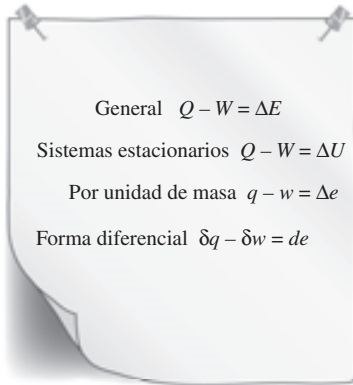 General Q – W = ΔE
Sistemas estacionarios Q – W = ΔU
Por unidad de masa q – w = Δe
Forma diferencial δq – δw = de